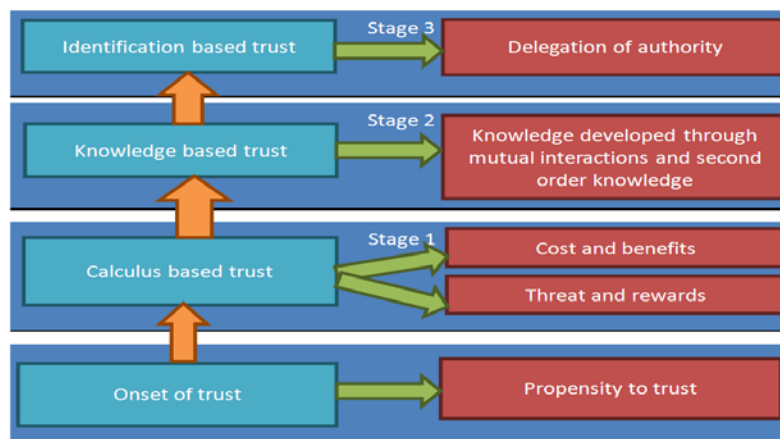 Identification based trust
Stage 3
Delegation of authority
Knowledge based trust
Stage 2
Knowledge developed through
mutual interactions and second
order knowledge
Calculus based trust
Stage 1
Cost and benefits
Threat and rewards
Onset of trust
Propensity to trust